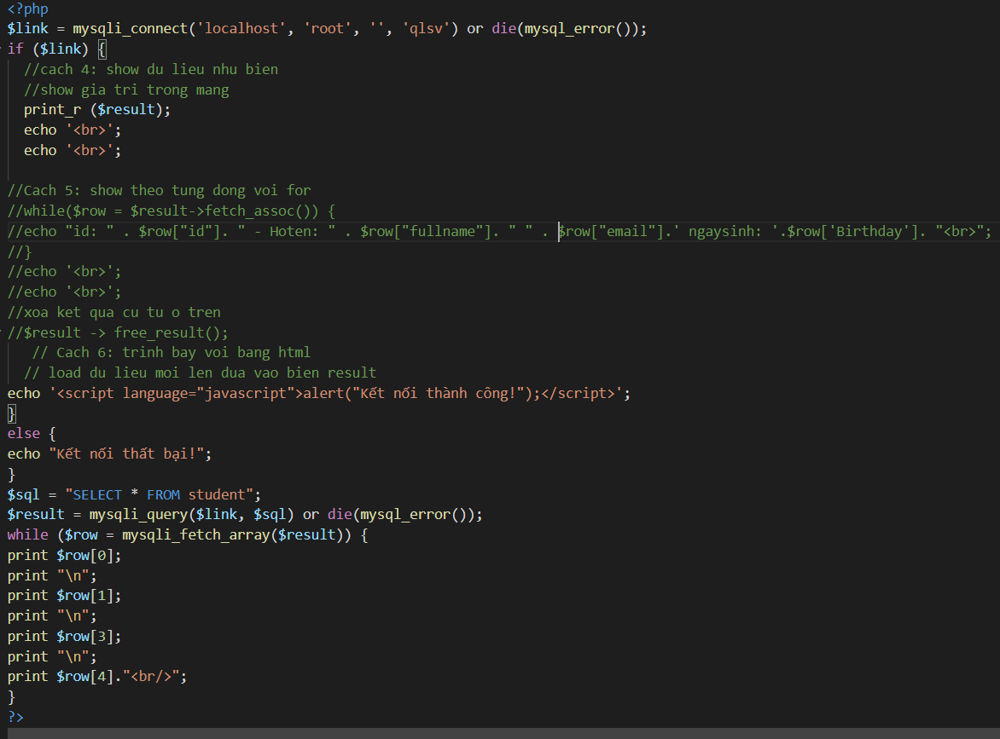 <?php
$link = mysqli_connect('localhost', 'root', '', 'qlsv') or die(mysql_error());
if ($link) {
//cach 4: show du lieu nhu bien
//show gia tri trong mang
print_r ($result);
echo '<br>';
echo '<br>';
//Cach 5: show theo tung dong voi for
//while($row = $result->fetch_assoc()) {
//echo "id: " . $row["id"]. " - Hoten: " . $row["fullname"]. " " . $row["email"].' ngaysinh: '.$row['Birthday']. "<br>";
//}
//echo '<br>';
//echo '<br>';
//xoa ket qua cu tu o tren
//$result -> free_result();
// Cach 6: trinh bay voi bang html
// load du lieu moi len dua vao bien result
echo '<script language="javascript">alert("Kết nối thành công!");</script>';
}
else {
echo "Kết nối thất bại!";
}
$sql = "SELECT * FROM student";
$result = mysqli_query($link, $sql) or die(mysql_error());
while ($row = mysqli_fetch_array($result)) {
print $row[0];
print "\n";
print $row[1];
print "\n";
print $row[3];
print "\n";
print $row[4]."<br/>";
}
?>